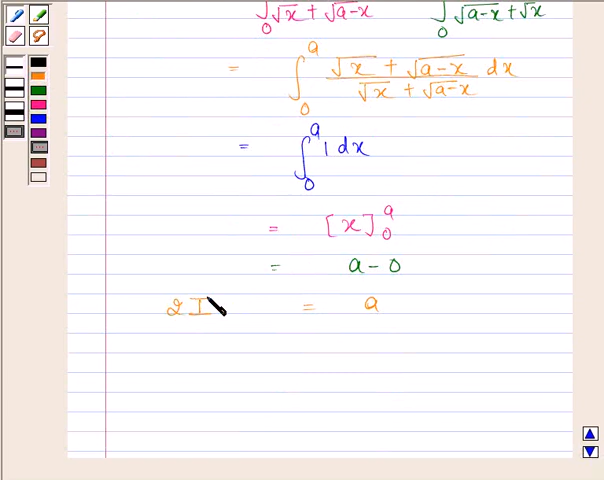 ∫₀ √x + √a-x ∫₀ √a-x + √x
= ∫₀ᵃ (√x + √a-x)/(√x + √a-x) dx
= ∫₀ᵃ 1 dx
= [x]₀ᵃ
= a - 0
2I = a